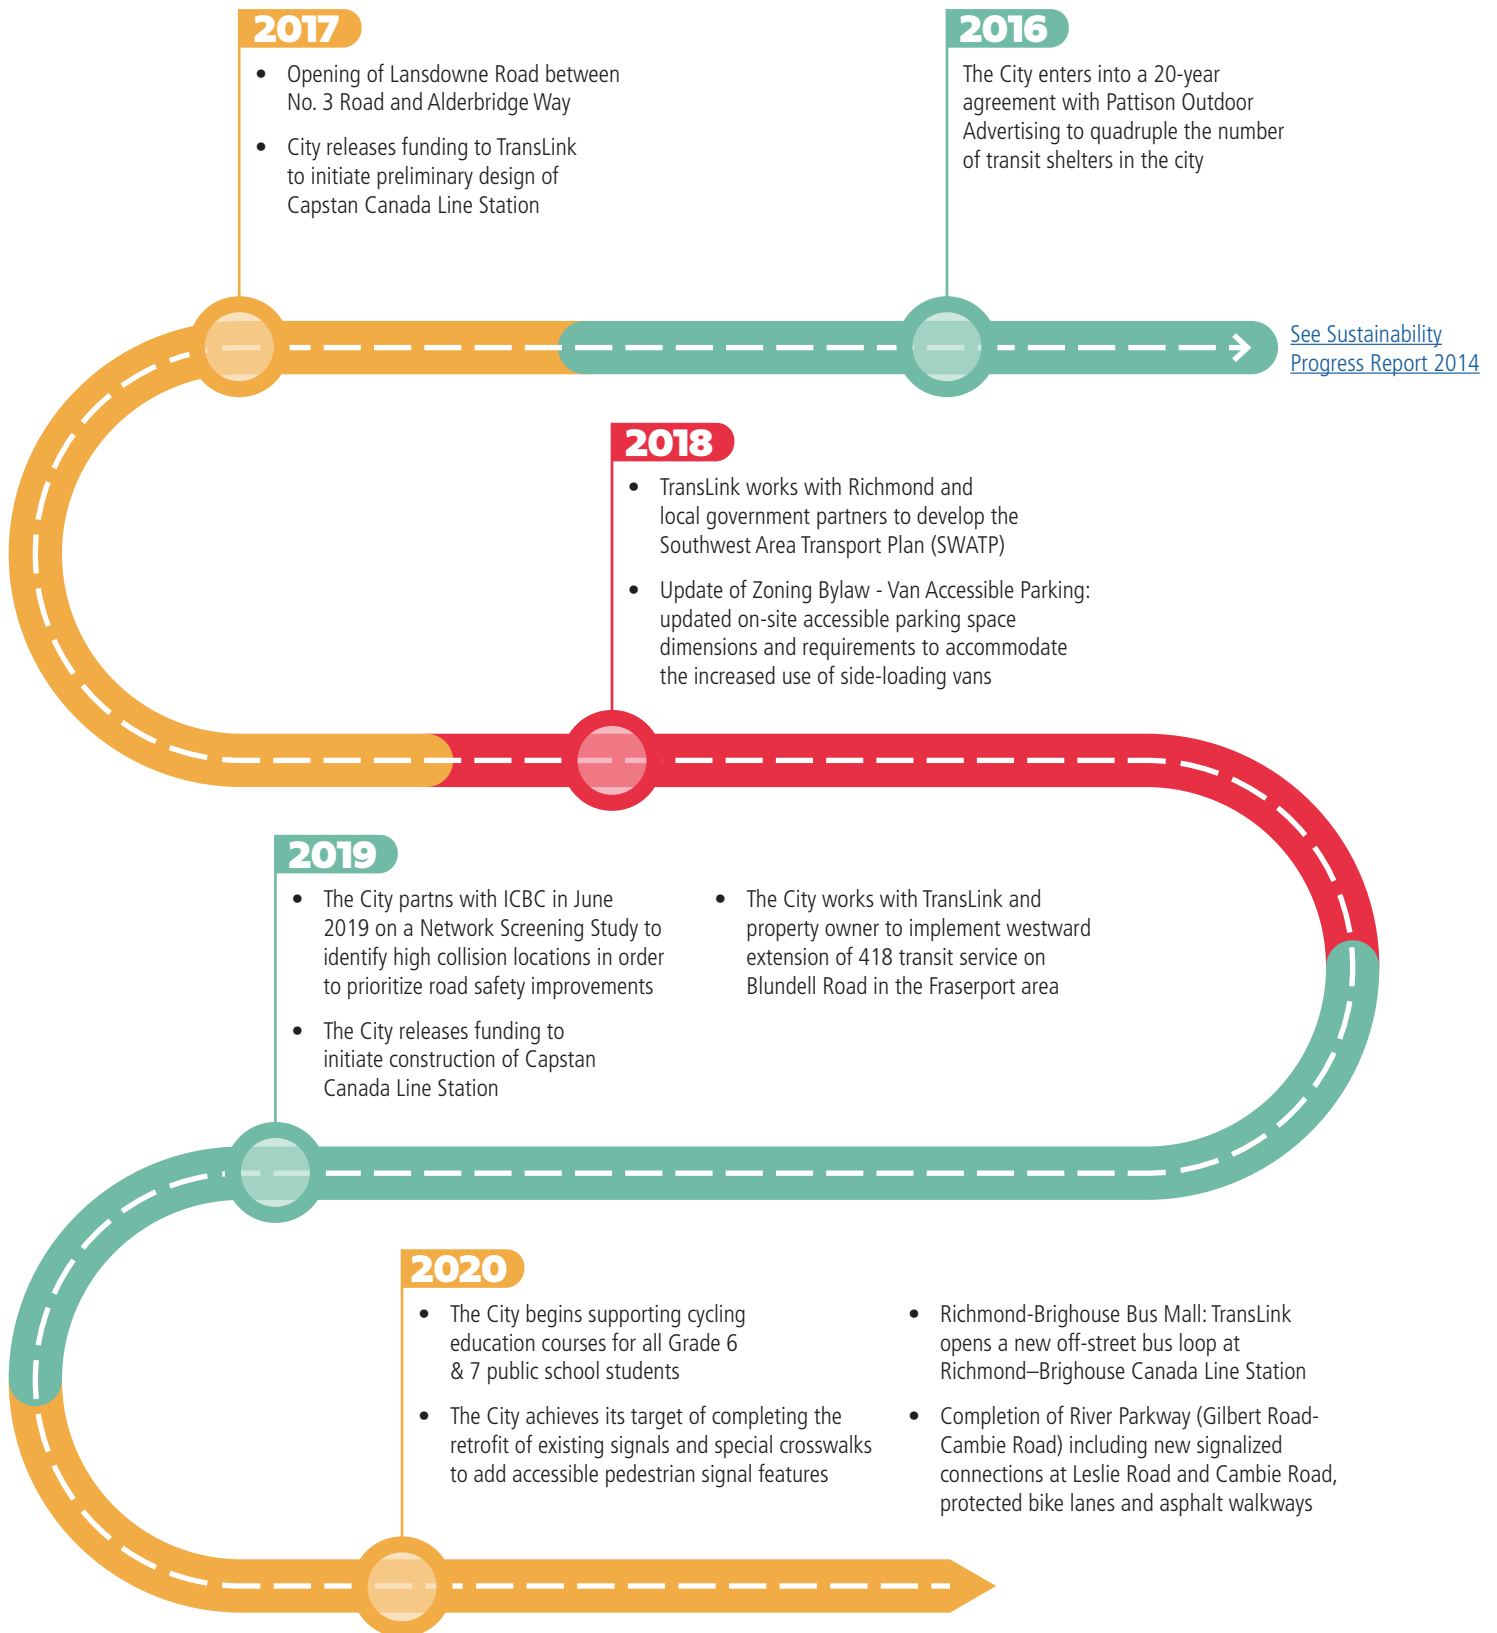 2017
• Opening of Lansdowne Road between
No. 3 Road and Alderbridge Way
• City releases funding to TransLink
to initiate preliminary design of
Capstan Canada Line Station
2016
The City enters into a 20-year
agreement with Pattison Outdoor
Advertising to quadruple the number
of transit shelters in the city
See Sustainability
Progress Report 2014
2018
• TransLink works with Richmond and
local government partners to develop the
Southwest Area Transport Plan (SWATP)
• Update of Zoning Bylaw - Van Accessible Parking:
updated on-site accessible parking space
dimensions and requirements to accommodate
the increased use of side-loading vans
2019
• The City partns with ICBC in June
2019 on a Network Screening Study to
identify high collision locations in order
to prioritize road safety improvements
• The City releases funding to
initiate construction of Capstan
Canada Line Station
• The City works with TransLink and
property owner to implement westward
extension of 418 transit service on
Blundell Road in the Fraserport area
2020
• The City begins supporting cycling
education courses for all Grade 6
& 7 public school students
• The City achieves its target of completing the
retrofit of existing signals and special crosswalks
to add accessible pedestrian signal features
• Richmond-Brighouse Bus Mall: TransLink
opens a new off-street bus loop at
Richmond–Brighouse Canada Line Station
• Completion of River Parkway (Gilbert Road-
Cambie Road) including new signalized
connections at Leslie Road and Cambie Road,
protected bike lanes and asphalt walkways